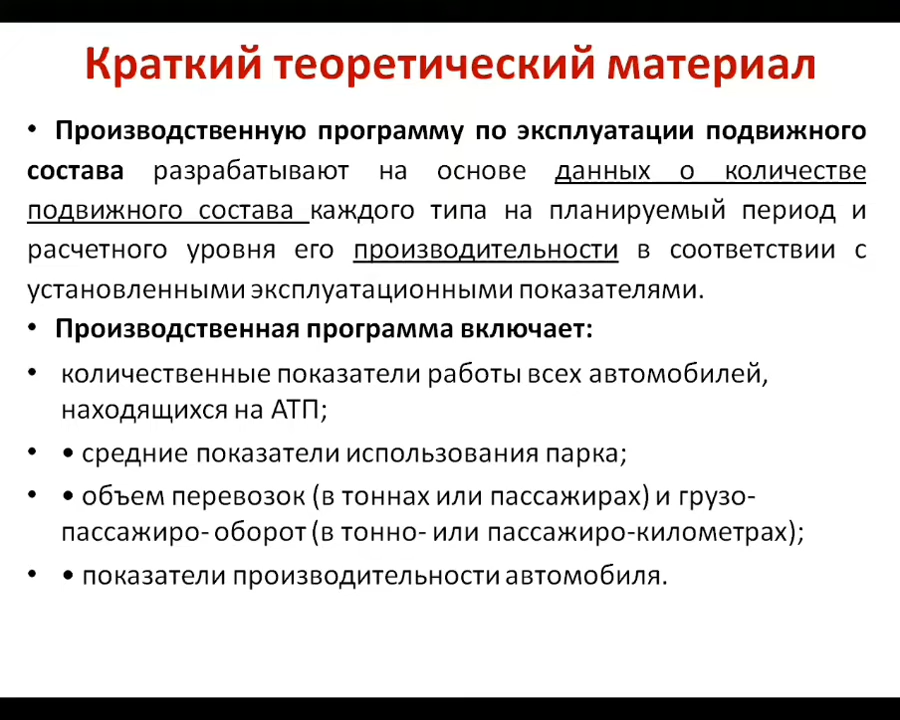 Краткий теоретический материал
• Производственную программу по эксплуатации подвижного
состава разрабатывают на основе данных о количестве
подвижного состава каждого типа на планируемый период и
расчетного уровня его производительности в соответствии с
установленными эксплуатационными показателями.
• Производственная программа включает:
• количественные показатели работы всех автомобилей,
находящихся на АТП;
• • средние показатели использования парка;
• • объем перевозок (в тоннах или пассажирах) и грузо-
пассажиро- оборот (в тонно- или пассажиро-километрах);
• • показатели производительности автомобиля.